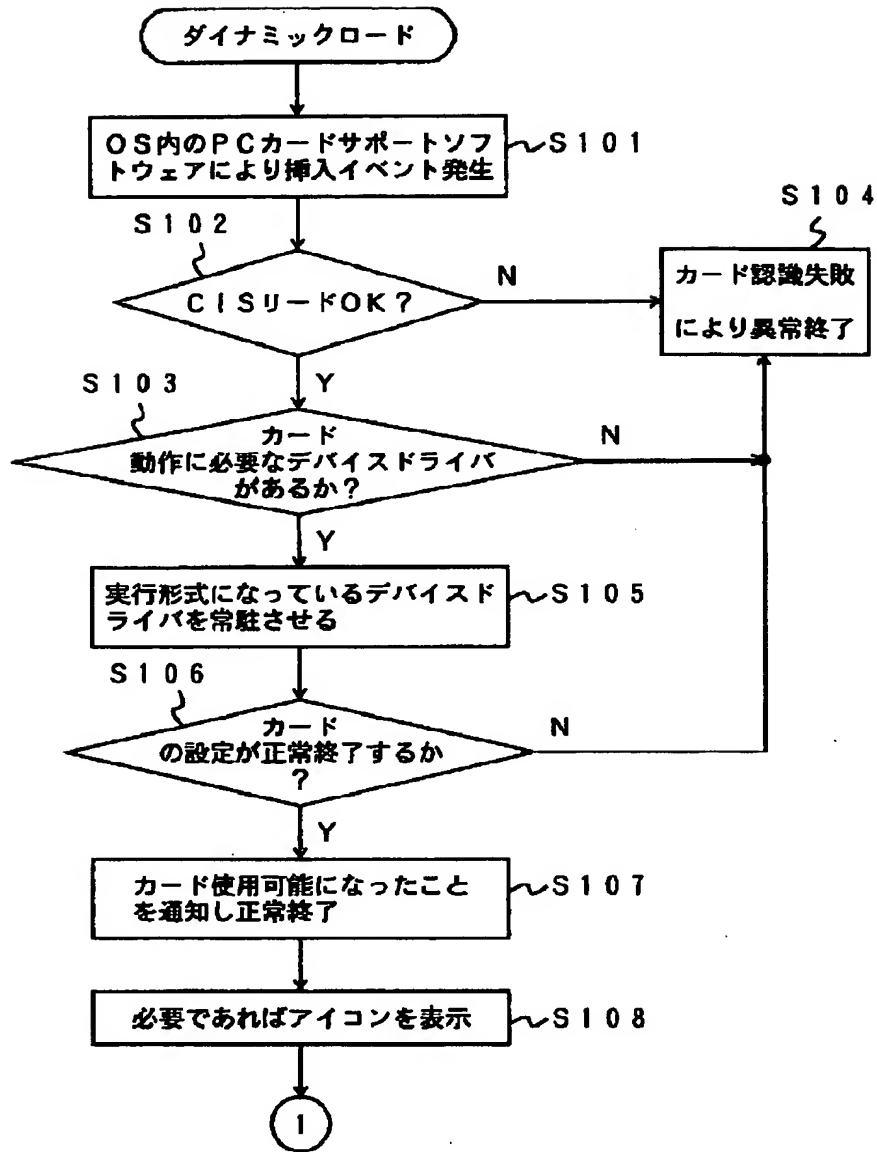 ダイナミックロード
OS内のPCカードサポートソフ
トウェアにより挿入イベント発生
S101
S102
CISリードOK?
N
S104
カード認識失敗
により異常終了
Y
S103
カード
動作に必要なデバイスドライバ
があるか?
N
Y
実行形式になっているデバイスド
ライバを常駐させる
S105
S106
カード
の設定が正常終了するか
?
N
Y
カード使用可能になったこと
を通知し正常終了
S107
必要であればアイコンを表示
S108
1